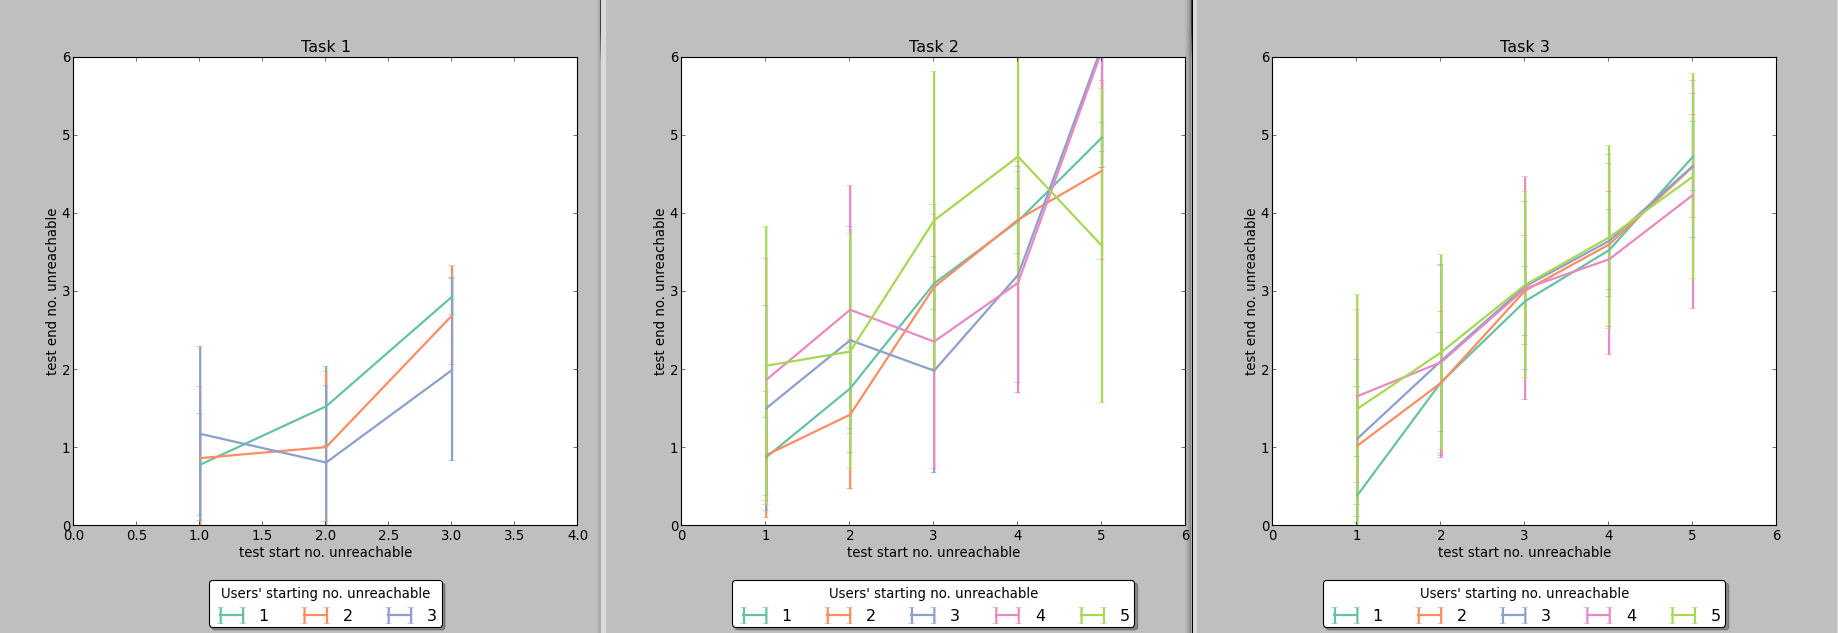 Task 1
6
5
4
3
2
1
0
test end no. unreachable
0.0 0.5 1.0 1.5 2.0 2.5 3.0 3.5 4.0
test start no. unreachable
Users' starting no. unreachable
1 2 3
Task 2
6
5
4
3
2
1
0
test end no. unreachable
0 1 2 3 4 5 6
test start no. unreachable
Users' starting no. unreachable
1 2 3 4 5
Task 3
6
5
4
3
2
1
0
test end no. unreachable
0 1 2 3 4 5 6
test start no. unreachable
Users' starting no. unreachable
1 2 3 4 5